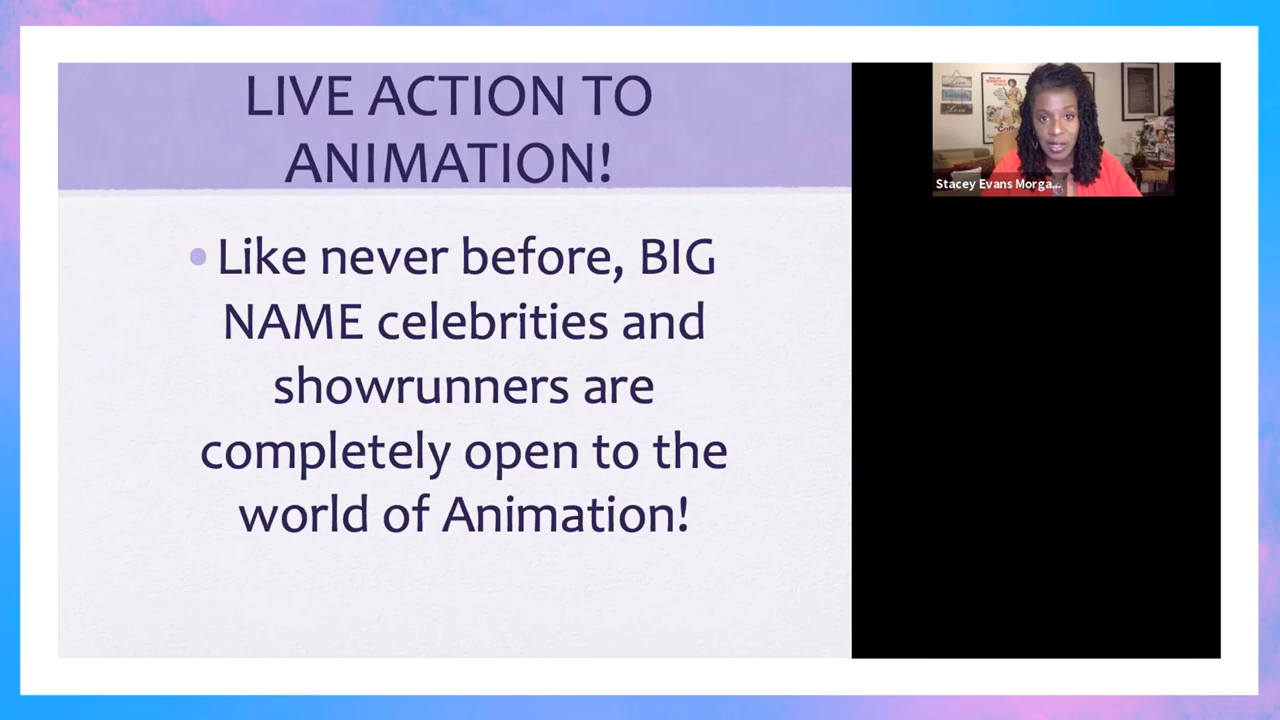 LIVE ACTION TO
ANIMATION!
• Like never before, BIG
NAME celebrities and
showrunners are
completely open to the
world of Animation!
Stacey Evans Morga...